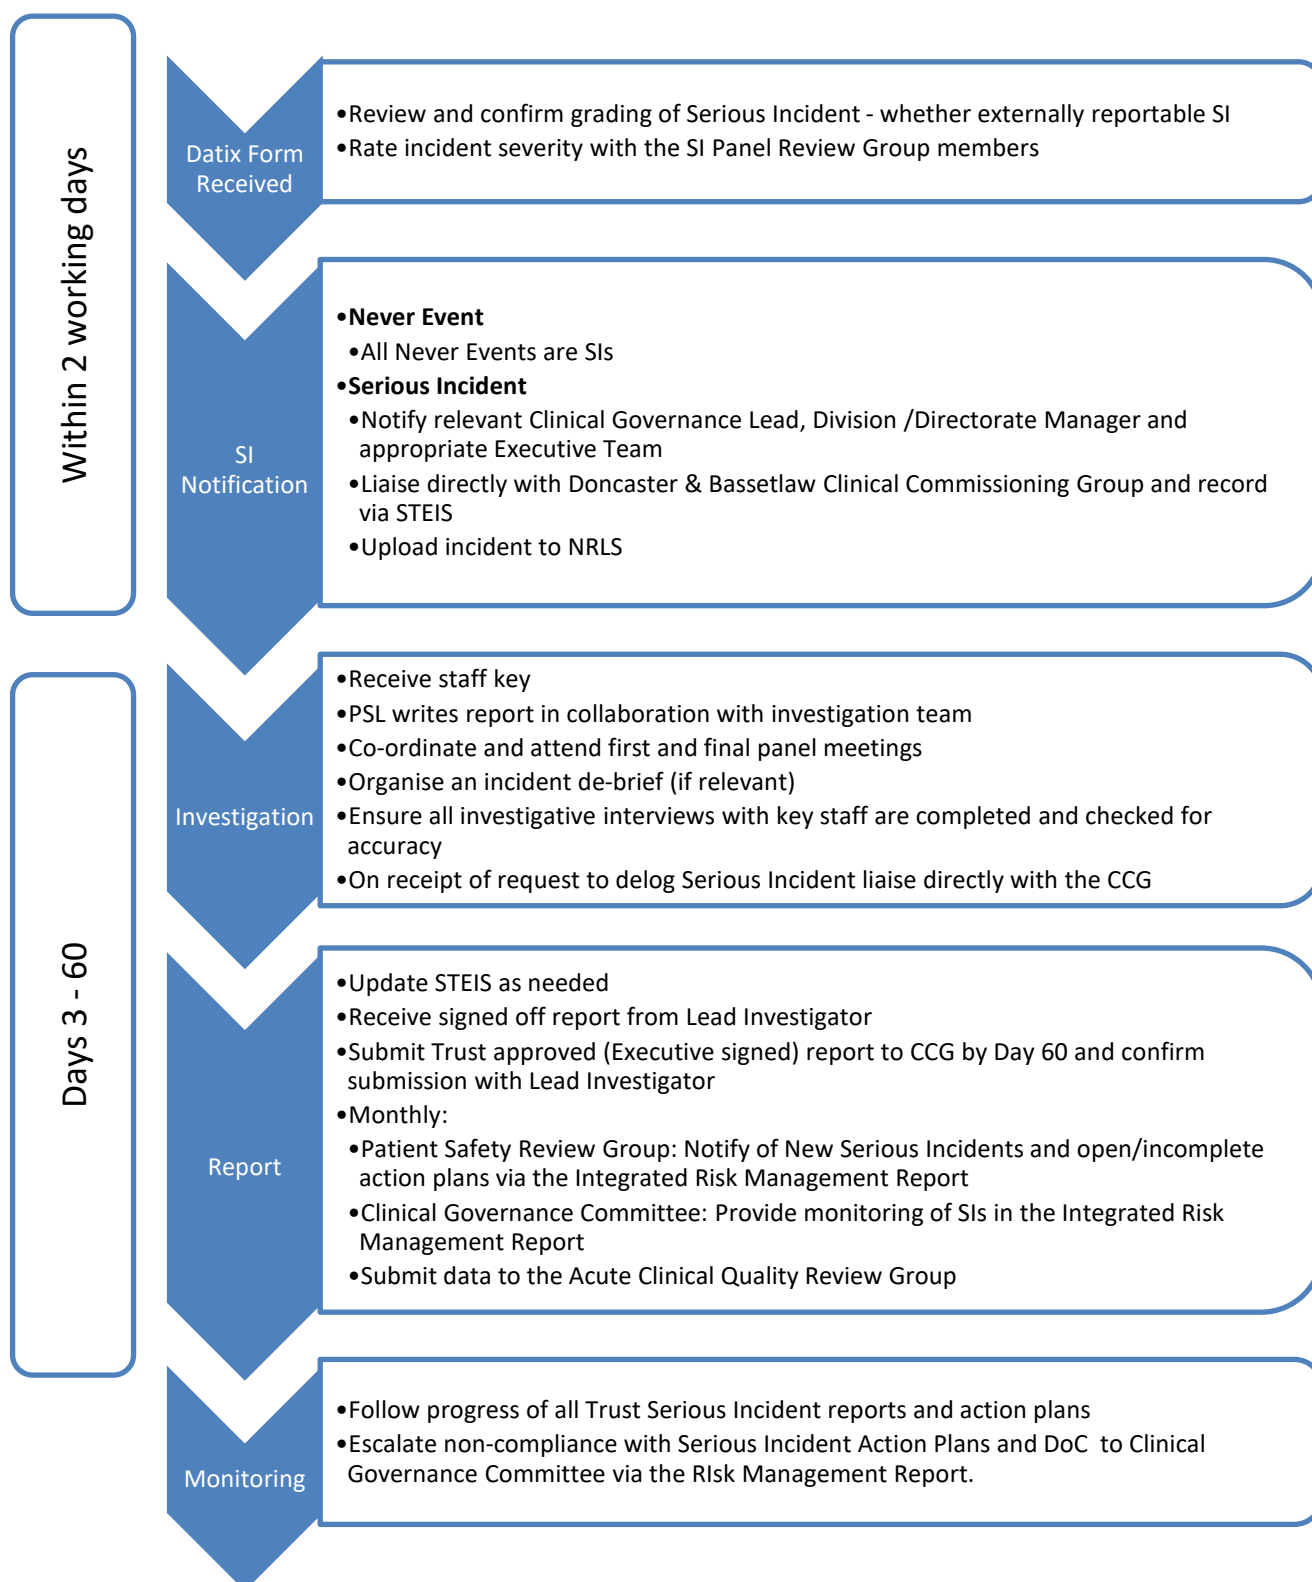 Within 2 working days
Datix Form
Received
•Review and confirm grading of Serious Incident - whether externally reportable SI
•Rate incident severity with the SI Panel Review Group members
SI
Notification
•Never Event
•All Never Events are SIs
•Serious Incident
•Notify relevant Clinical Governance Lead, Division /Directorate Manager and
appropriate Executive Team
•Liaise directly with Doncaster & Bassetlaw Clinical Commissioning Group and record
via STEIS
•Upload incident to NRLS
Days 3 - 60
Investigation
•Receive staff key
•PSL writes report in collaboration with investigation team
•Co-ordinate and attend first and final panel meetings
•Organise an incident de-brief (if relevant)
•Ensure all investigative interviews with key staff are completed and checked for
accuracy
•On receipt of request to delog Serious Incident liaise directly with the CCG
Report
•Update STEIS as needed
•Receive signed off report from Lead Investigator
•Submit Trust approved (Executive signed) report to CCG by Day 60 and confirm
submission with Lead Investigator
•Monthly:
•Patient Safety Review Group: Notify of New Serious Incidents and open/incomplete
action plans via the Integrated Risk Management Report
•Clinical Governance Committee: Provide monitoring of SIs in the Integrated Risk
Management Report
•Submit data to the Acute Clinical Quality Review Group
Monitoring
•Follow progress of all Trust Serious Incident reports and action plans
•Escalate non-compliance with Serious Incident Action Plans and DoC to Clinical
Governance Committee via the RIsk Management Report.